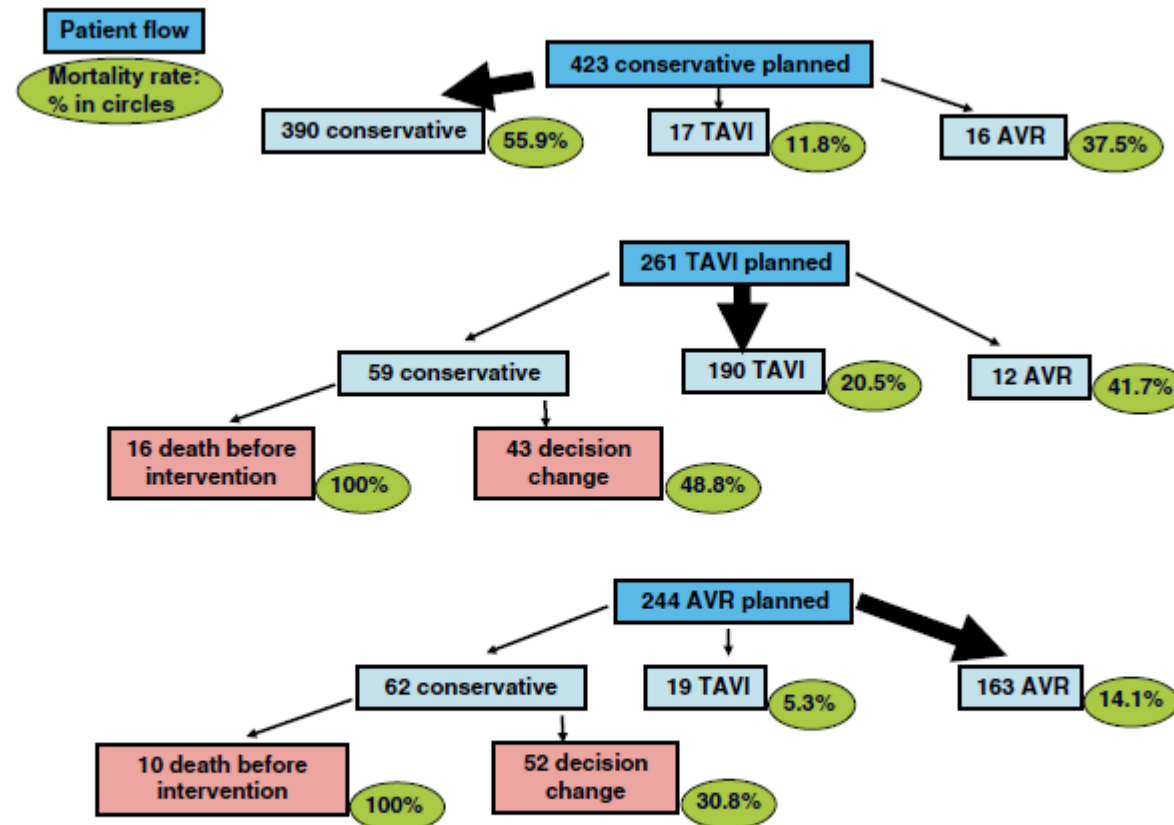 Patient flow
Mortality rate:
% in circles
423 conservative planned
390 conservative
55.9%
17 TAVI
11.8%
16 AVR
37.5%
261 TAVI planned
59 conservative
190 TAVI
20.5%
12 AVR
41.7%
16 death before
intervention
100%
43 decision
change
48.8%
244 AVR planned
62 conservative
19 TAVI
5.3%
163 AVR
14.1%
10 death before
intervention
100%
52 decision
change
30.8%